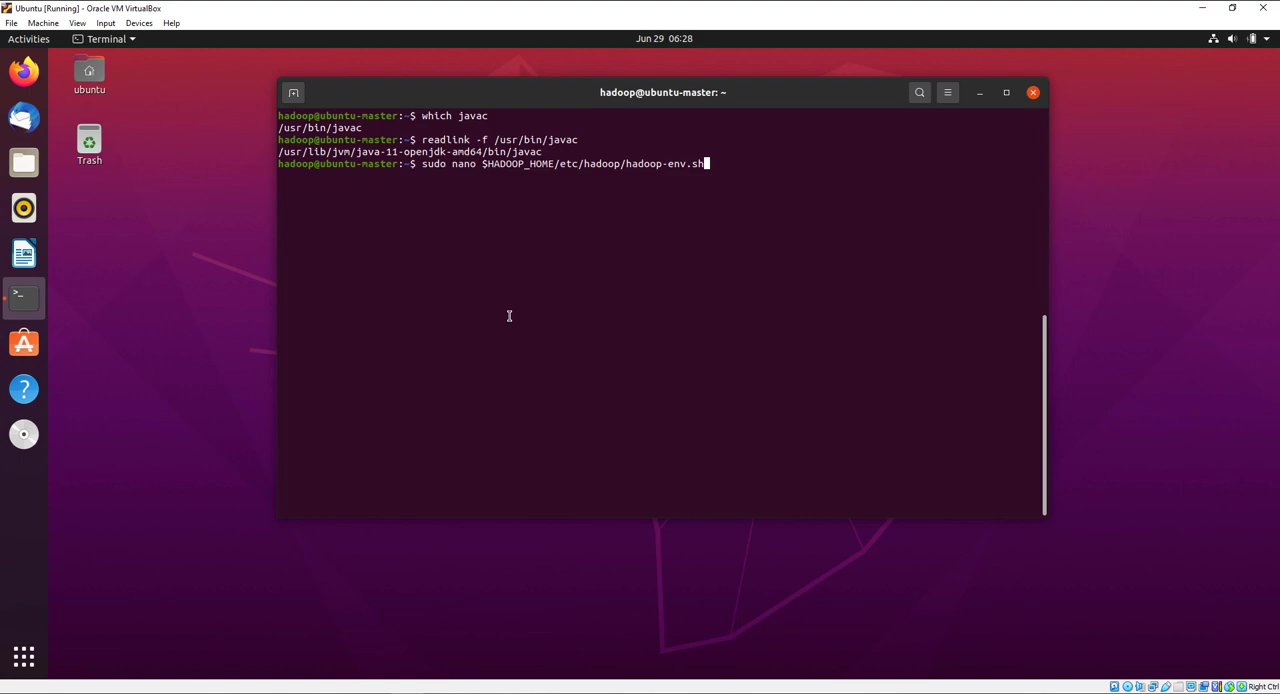 Ubuntu [Running] - Oracle VM VirtualBox
File Machine View Input Devices Help
Activities Terminal Jun 29 06:28
ubuntu
Trash
hadoop@ubuntu-master: ~
hadoop@ubuntu-master:~$ which javac
/usr/bin/javac
hadoop@ubuntu-master:~$ readlink -f /usr/bin/javac
/usr/lib/jvm/java-11-openjdk-amd64/bin/javac
hadoop@ubuntu-master:~$ sudo nano $HADOOP_HOME/etc/hadoop/hadoop-env.sh
Right Ctrl